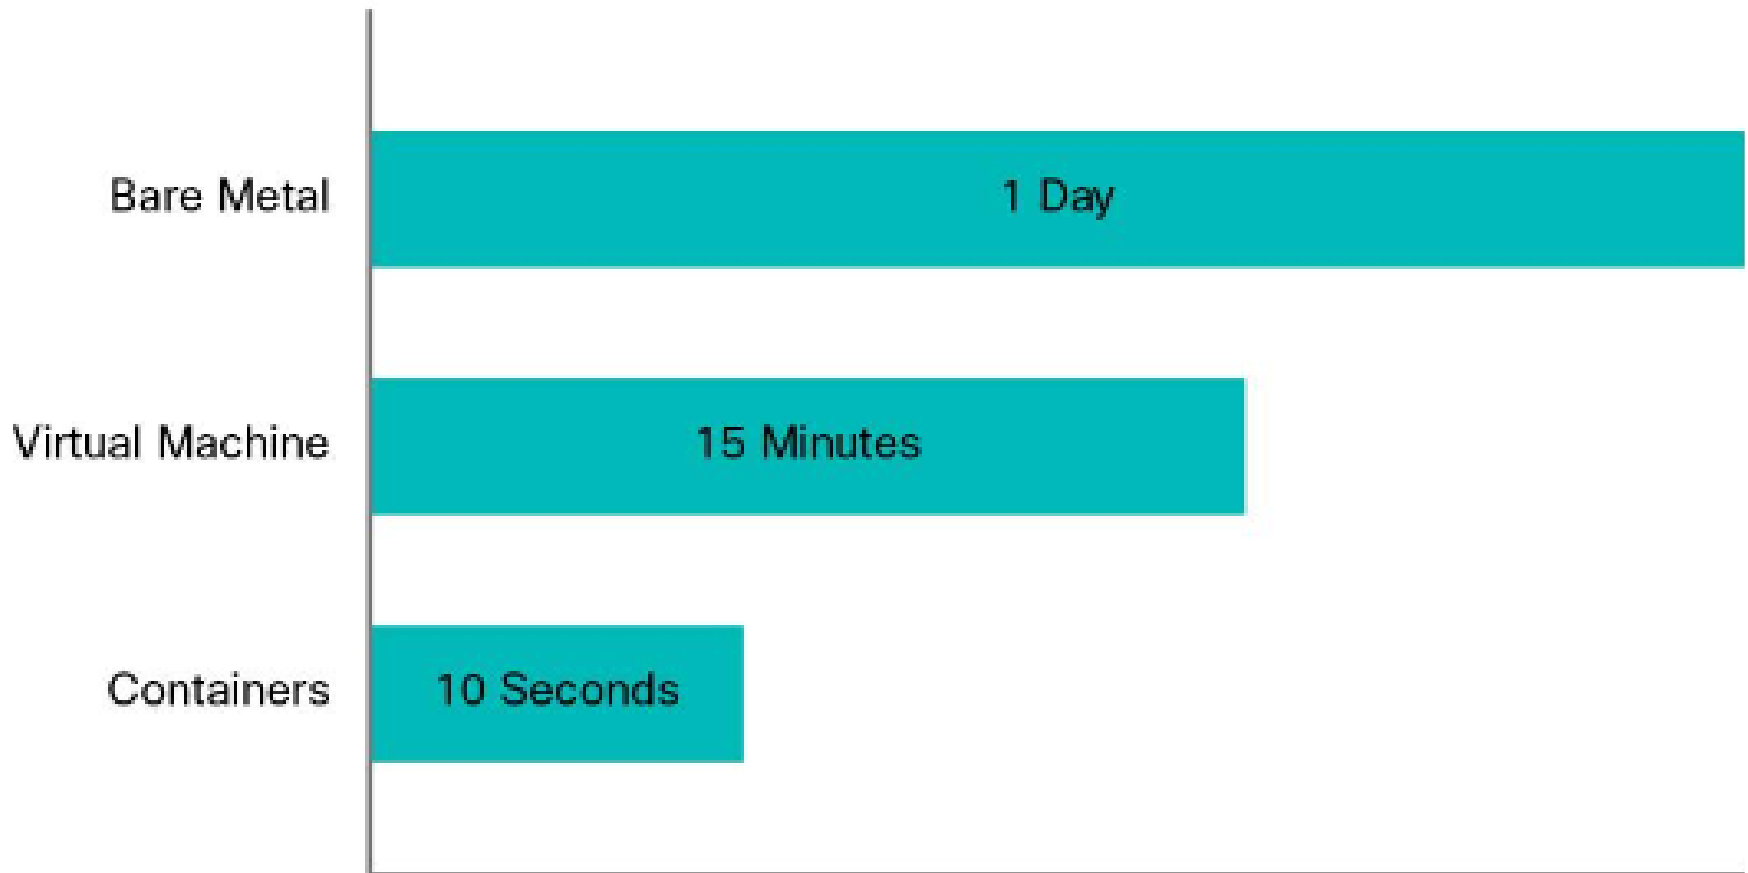 Bare Metal
1 Day
Virtual Machine
15 Minutes
Containers
10 Seconds